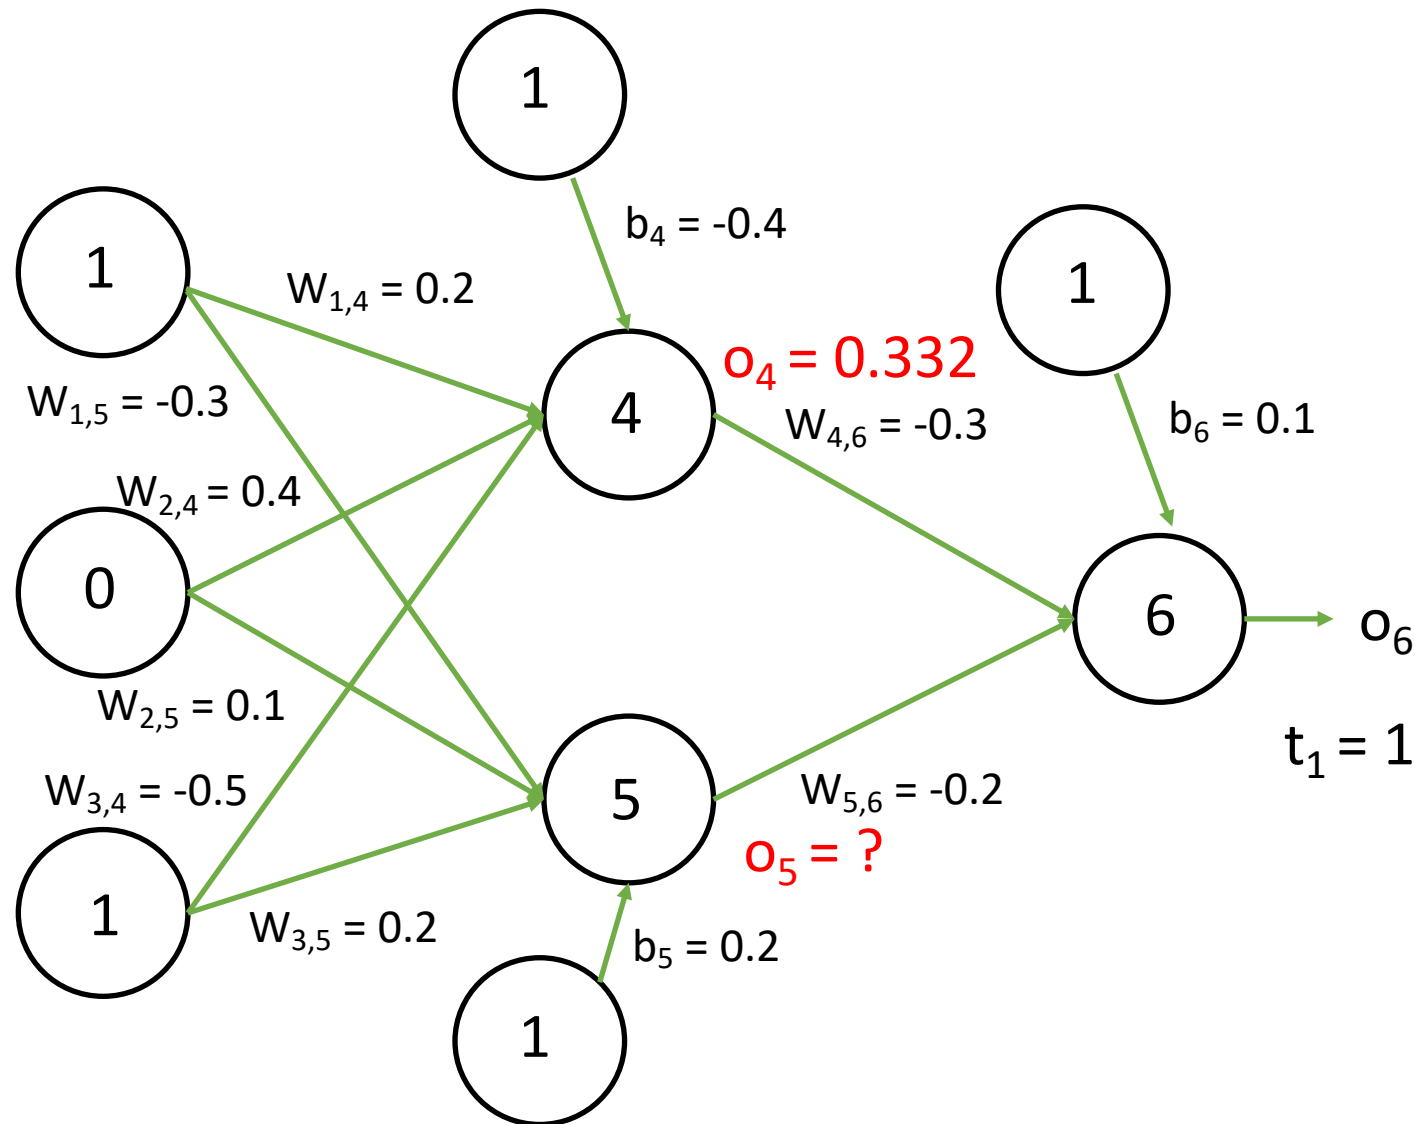 1
b₄ = -0.4
1
1
W₁,₄ = 0.2
o₄ = 0.332
W₁,₅ = -0.3
4
W₄,₆ = -0.3
b₆ = 0.1
W₂,₄ = 0.4
0
6
o₆
W₂,₅ = 0.1
t₁ = 1
W₃,₄ = -0.5
5
W₅,₆ = -0.2
o₅ = ?
1
W₃,₅ = 0.2
b₅ = 0.2
1